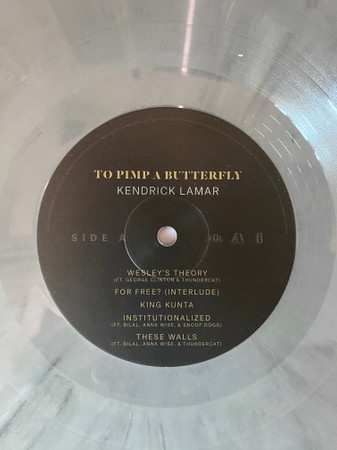 TO PIMP A BUTTERFLY
KENDRICK LAMAR
SIDE A
WESLEY'S THEORY
(FT. GEORGE CLINTON & THUNDERCAT)
FOR FREE? (INTERLUDE)
KING KUNTA
INSTITUTIONALIZED
(FT. BILAL, ANNA WISE, & SNOOP DOGG)
THESE WALLS
(FT. BILAL, ANNA WISE, & THUNDERCAT)